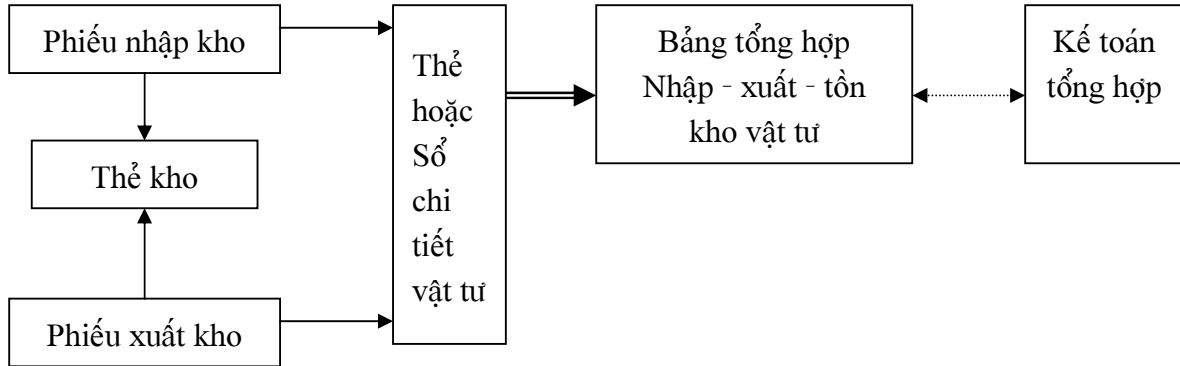 Phiếu nhập kho
Thẻ kho
Phiếu xuất kho
Thẻ
hoặc
Sổ
chi
tiết
vật tư
Bảng tổng hợp
Nhập - xuất - tồn
kho vật tư
Kế toán
tổng hợp